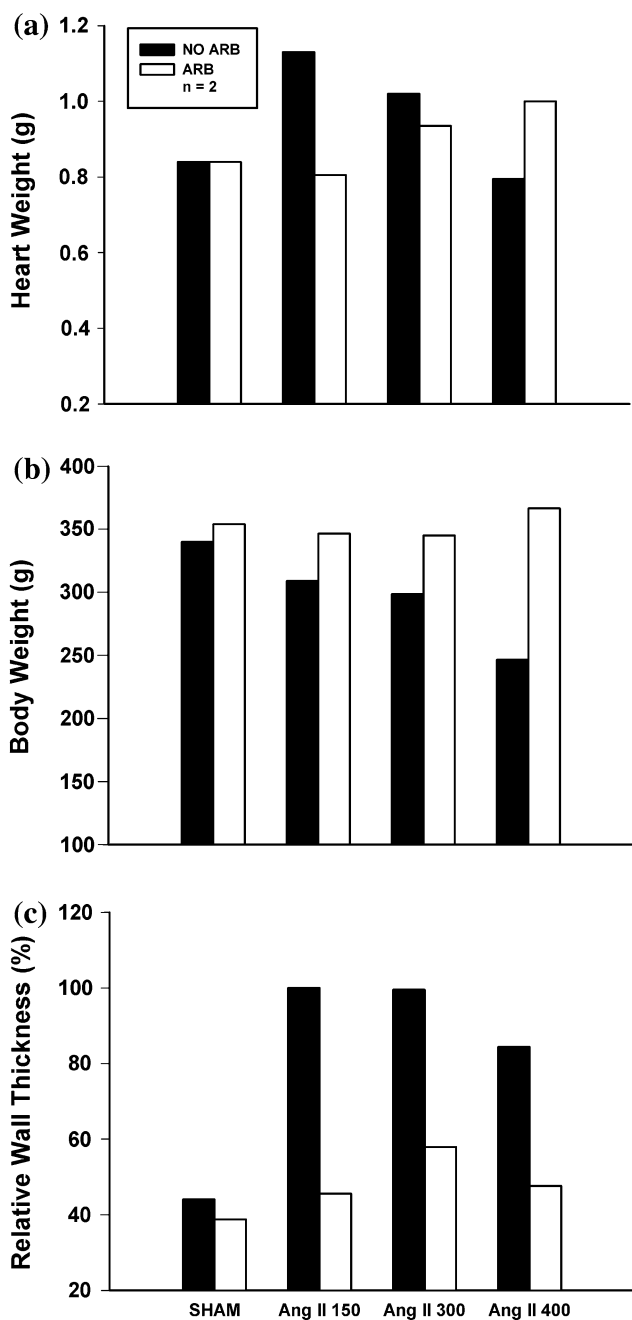 (a)
Heart Weight (g)
1.2
1.0
0.8
0.6
0.4
0.2
NO ARB
ARB
n = 2
(b)
Body Weight (g)
400
350
300
250
200
150
100
(c)
Relative Wall Thickness (%)
120
100
80
60
40
20
SHAM Ang II 150 Ang II 300 Ang II 400